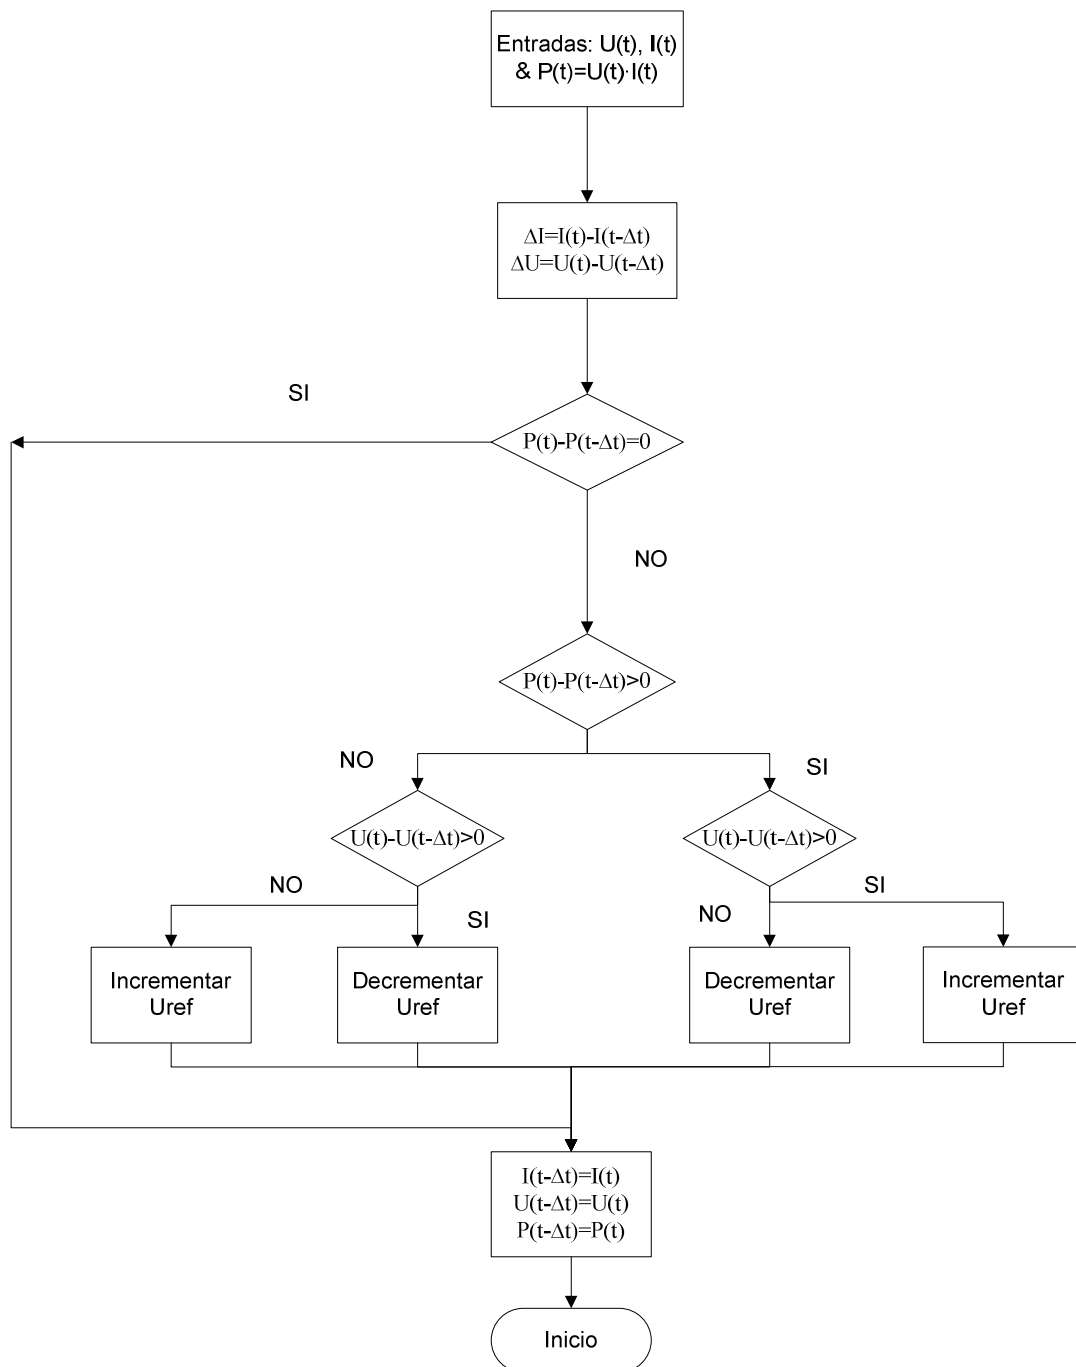 Entradas: U(t), I(t)
& P(t)=U(t)·I(t)
ΔI=I(t)-I(t-Δt)
ΔU=U(t)-U(t-Δt)
SI
P(t)-P(t-Δt)=0
NO
P(t)-P(t-Δt)>0
NO
SI
U(t)-U(t-Δt)>0
U(t)-U(t-Δt)>0
NO
SI
NO
SI
Incrementar
Uref
Decrementar
Uref
Decrementar
Uref
Incrementar
Uref
I(t-Δt)=I(t)
U(t-Δt)=U(t)
P(t-Δt)=P(t)
Inicio